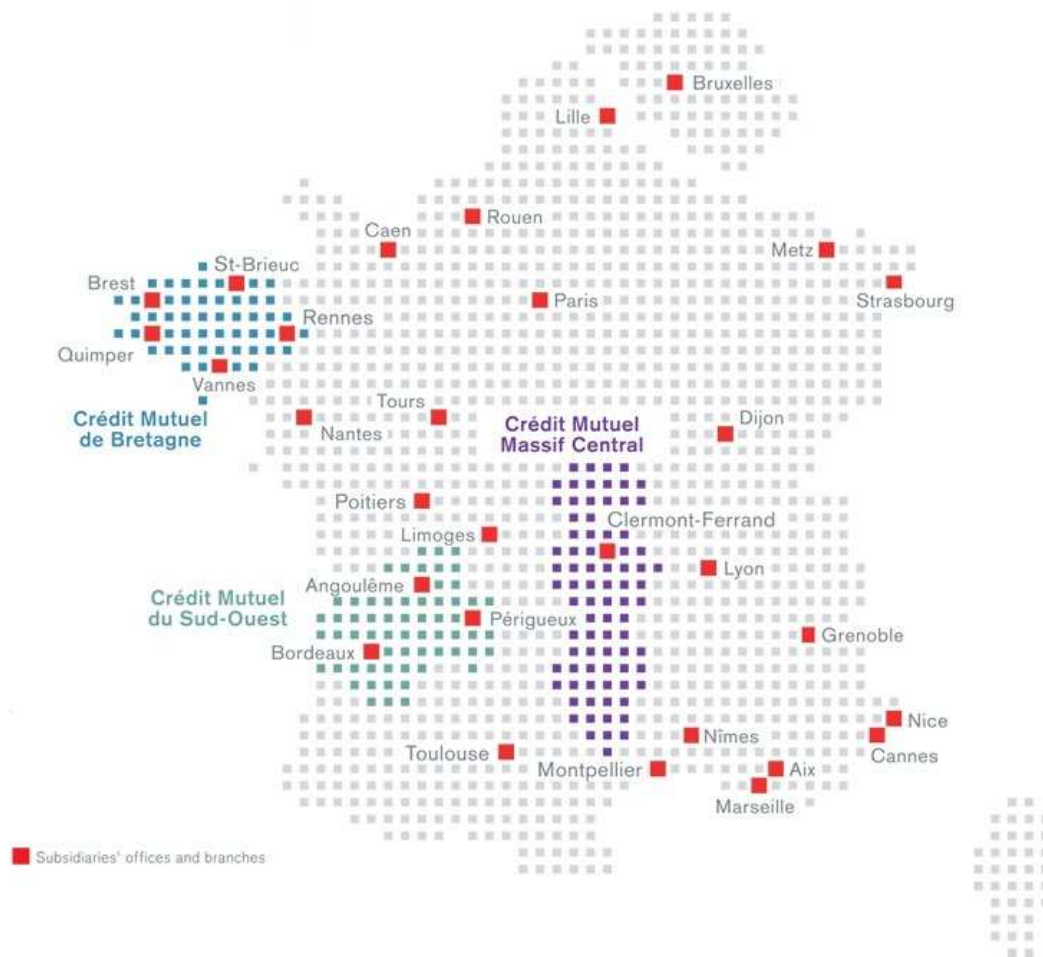 Bruxelles
Lille
Rouen
Caen
Metz
St-Brieuc
Brest
Strasbourg
Paris
Rennes
Quimper
Vannes
Tours
Crédit Mutuel
de Bretagne
Nantes
Crédit Mutuel
Massif Central
Dijon
Poitiers
Clermont-Ferrand
Limoges
Lyon
Angoulême
Crédit Mutuel
du Sud-Ouest
Périgueux
Grenoble
Bordeaux
Nice
Nîmes
Cannes
Toulouse
Montpellier
Aix
Marseille
Subsidiaries' offices and branches